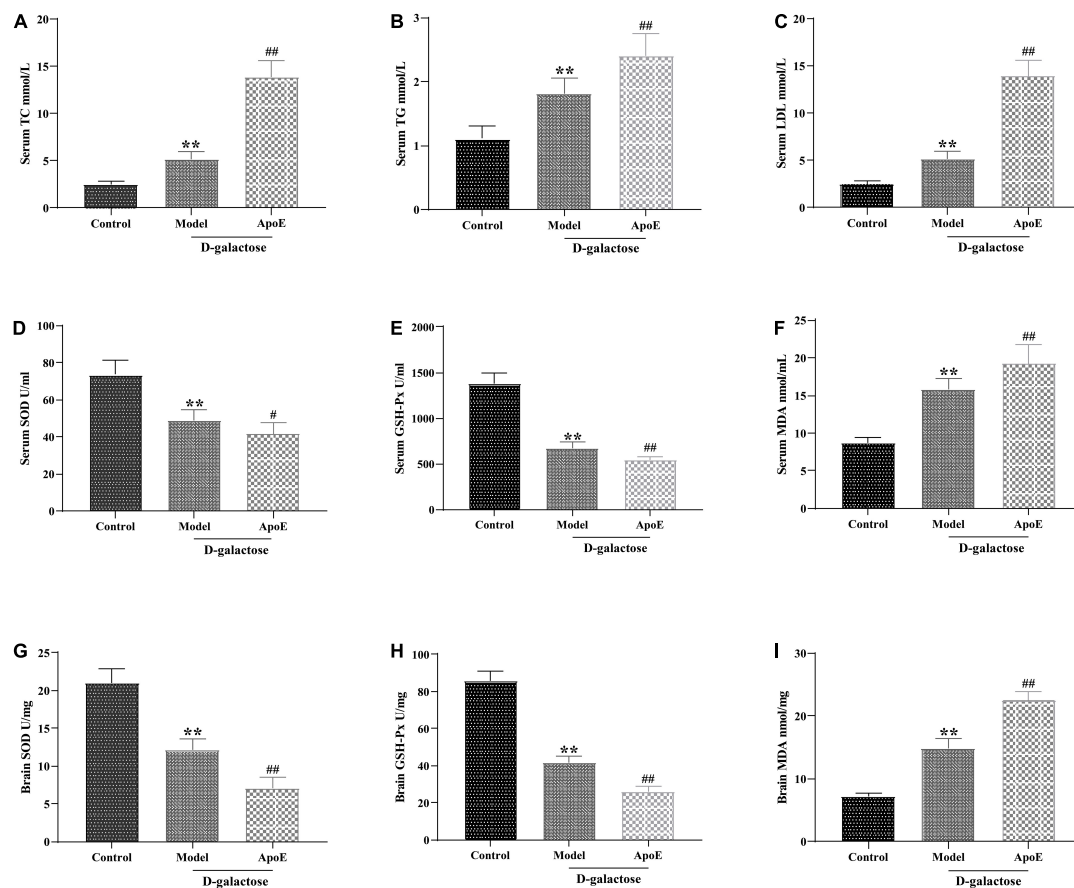 A
Serum TC mmol/L
20
15
10
5
0
**
##
Control Model ApoE
D-galactose
B
Serum TG mmol/L
3
2
1
0
**
##
Control Model ApoE
D-galactose
C
Serum LDL mmol/L
20
15
10
5
0
**
##
Control Model ApoE
D-galactose
D
Serum SOD U/ml
100
80
60
40
20
0
**
#
Control Model ApoE
D-galactose
E
Serum GSH-Px U/ml
2000
1500
1000
500
0
**
##
Control Model ApoE
D-galactose
F
Serum MDA nmol/mL
25
20
15
10
5
0
**
##
Control Model ApoE
D-galactose
G
Brain SOD U/mg
25
20
15
10
5
0
**
##
Control Model ApoE
D-galactose
H
Brain GSH-Px U/mg
100
80
60
40
20
0
**
##
Control Model ApoE
D-galactose
I
Brain MDA nmol/mg
30
20
10
0
**
##
Control Model ApoE
D-galactose